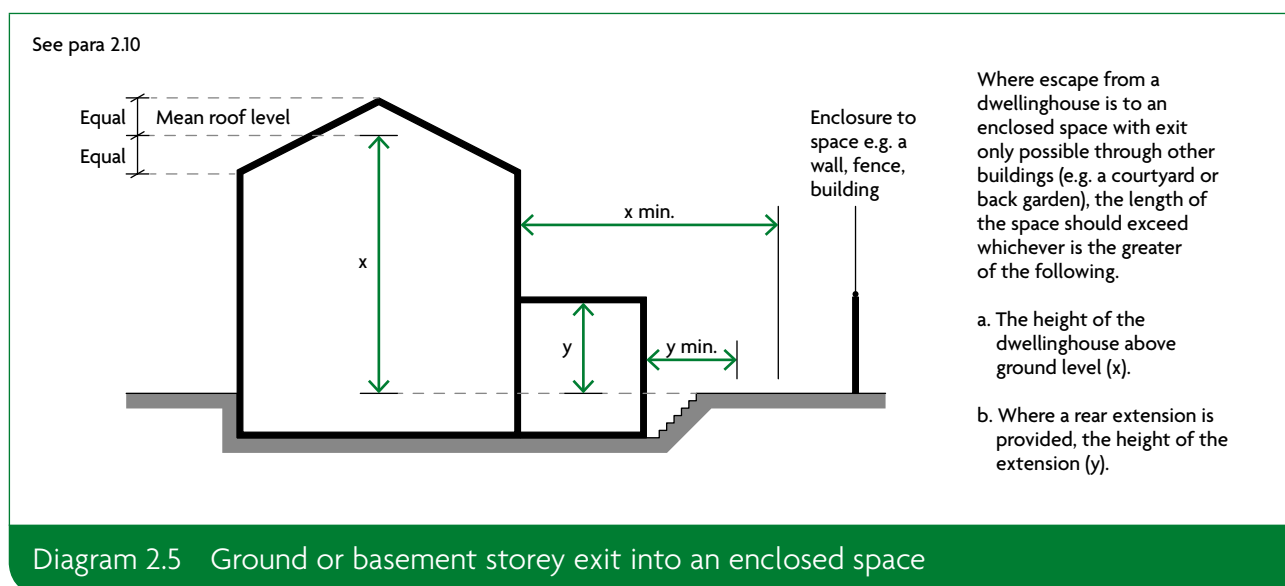 See para 2.10
Equal
Mean roof level
Equal
x
x min.
y
y min.
Enclosure to
space e.g. a
wall, fence,
building
Where escape from a
dwellinghouse is to an
enclosed space with exit
only possible through other
buildings (e.g. a courtyard or
back garden), the length of
the space should exceed
whichever is the greater
of the following.
a. The height of the
dwellinghouse above
ground level (x).
b. Where a rear extension is
provided, the height of the
extension (y).
Diagram 2.5 Ground or basement storey exit into an enclosed space